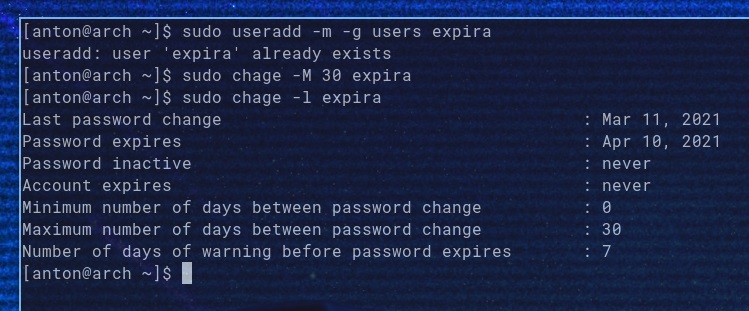 [anton@arch ~]$ sudo useradd -m -g users expira
useradd: user 'expira' already exists
[anton@arch ~]$ sudo chage -M 30 expira
[anton@arch ~]$ sudo chage -l expira
Last password change : Mar 11, 2021
Password expires : Apr 10, 2021
Password inactive : never
Account expires : never
Minimum number of days between password change : 0
Maximum number of days between password change : 30
Number of days of warning before password expires : 7
[anton@arch ~]$